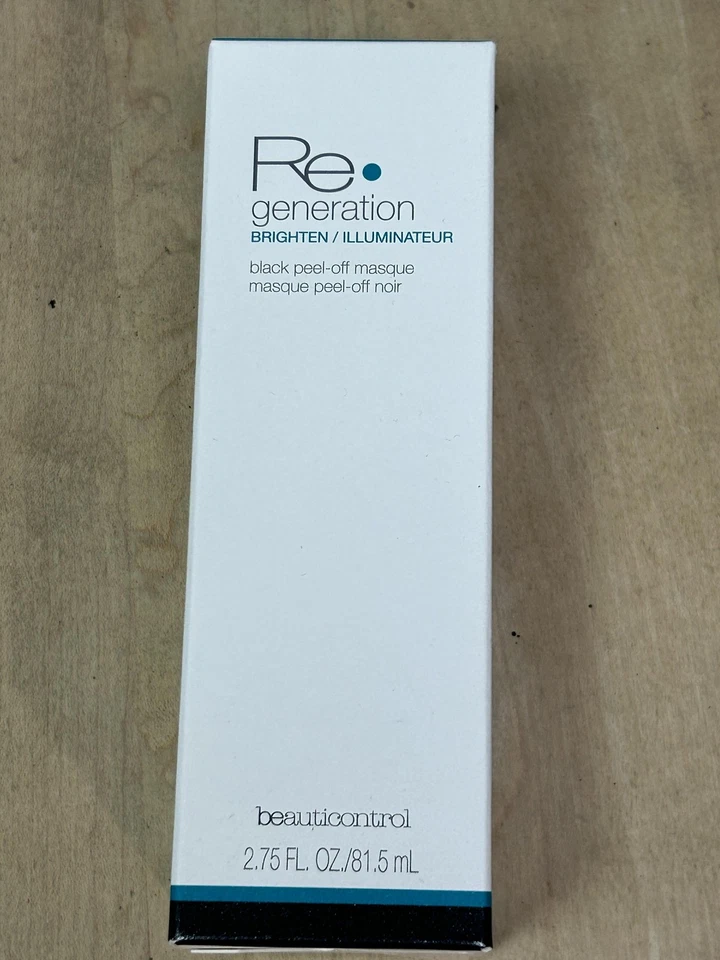 Re•
generation
BRIGHTEN / ILLUMINATEUR
black peel-off masque
masque peel-off noir
beauticontrol
2.75 FL. OZ./81.5 mL